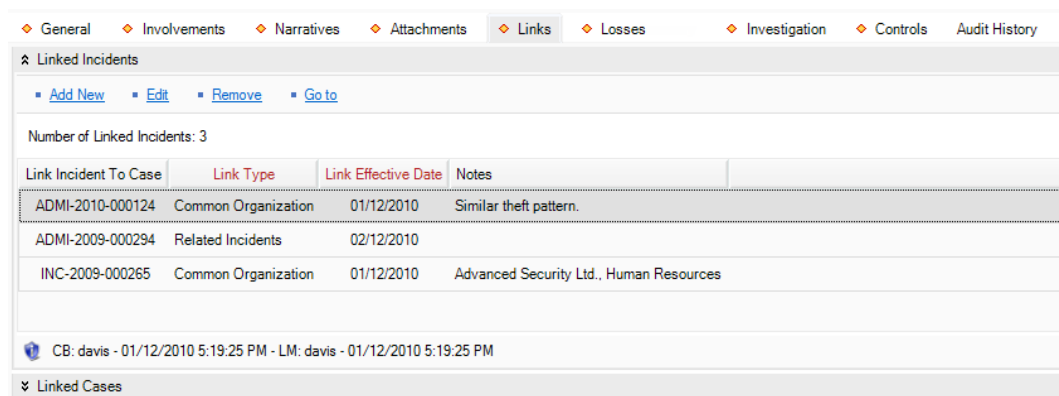 General Involvements Narratives Attachments Links Losses Investigation Controls Audit History
Linked Incidents
Add New Edit Remove Go to
Number of Linked Incidents: 3
Link Incident To Case Link Type Link Effective Date Notes
ADMI-2010-000124 Common Organization 01/12/2010 Similar theft pattern.
ADMI-2009-000294 Related Incidents 02/12/2010
INC-2009-000265 Common Organization 01/12/2010 Advanced Security Ltd., Human Resources
CB: davis - 01/12/2010 5:19:25 PM - LM: davis - 01/12/2010 5:19:25 PM
Linked Cases